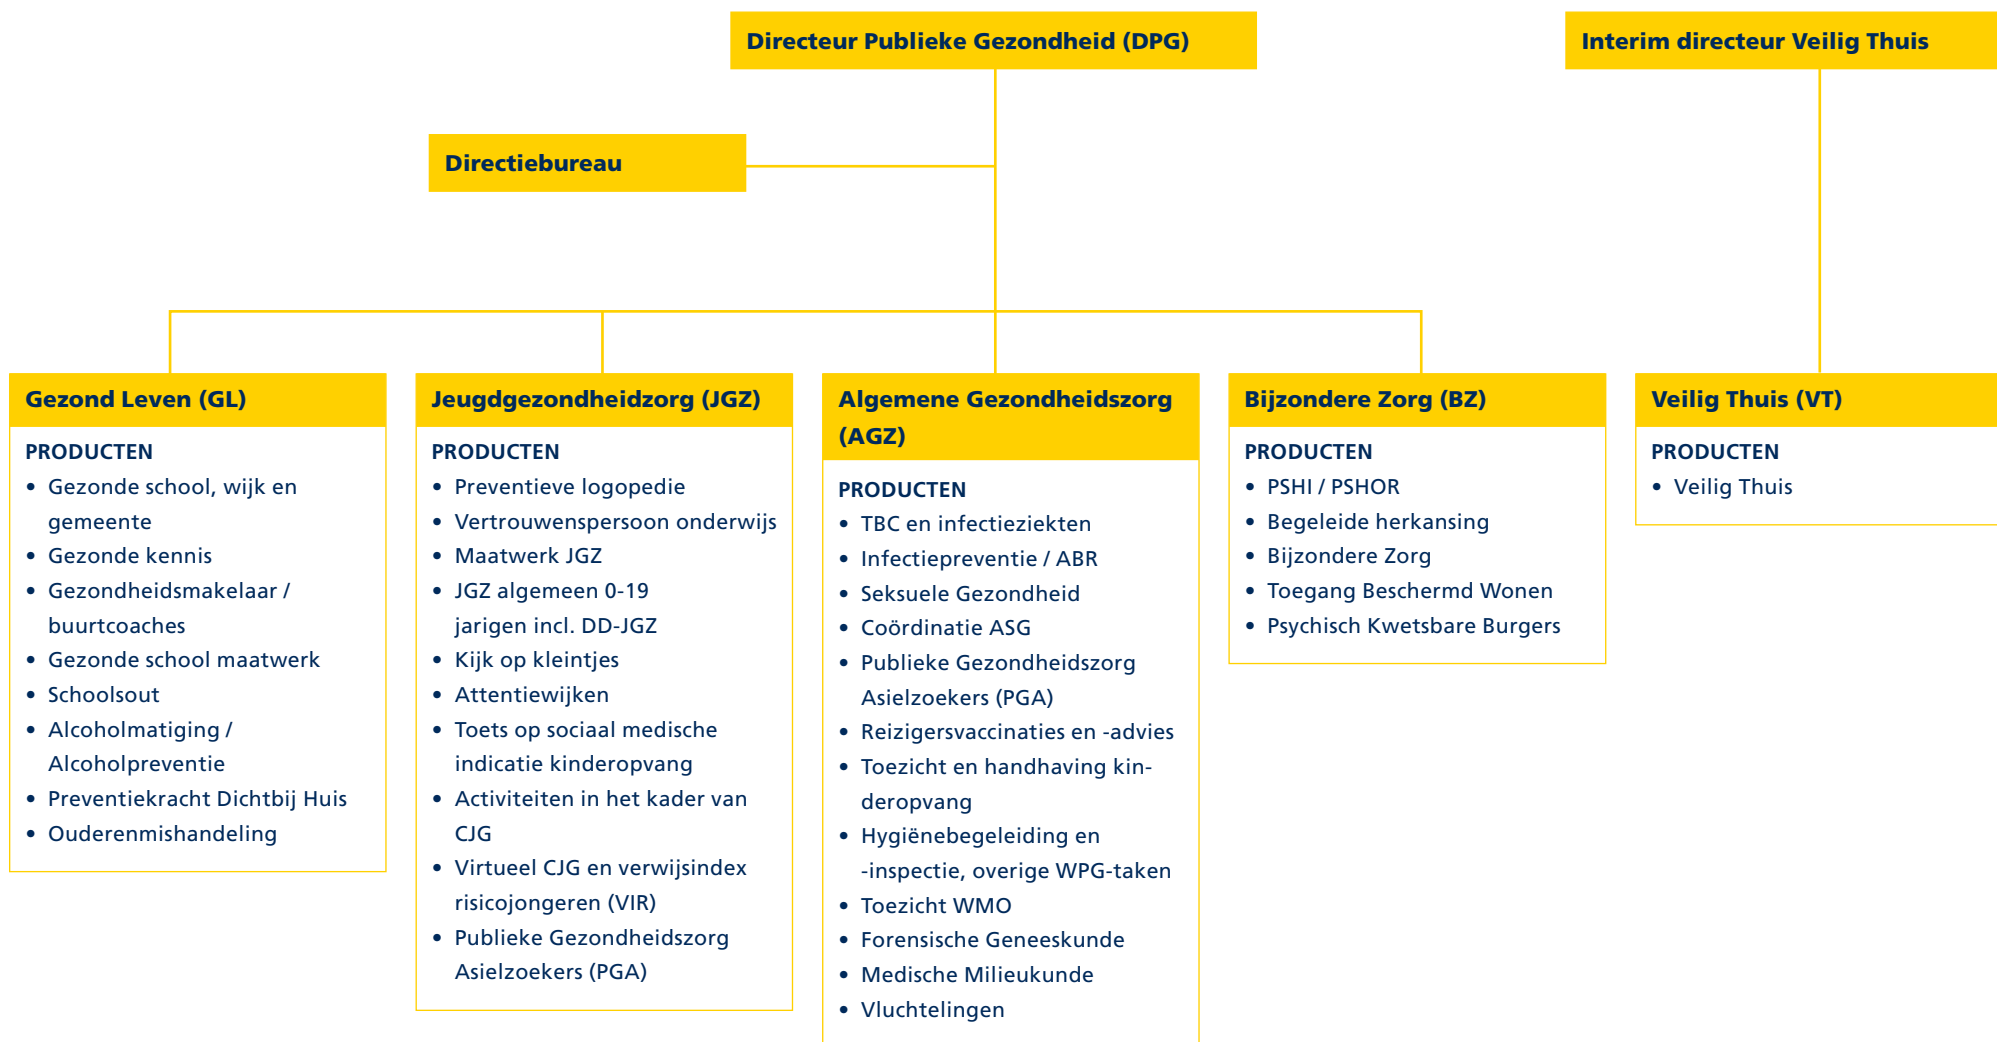 Directeur Publieke Gezondheid (DPG)
Interim directeur Veilig Thuis
Directiebureau
Gezond Leven (GL)
PRODUCTEN
• Gezonde school, wijk en
gemeente
• Gezonde kennis
• Gezondheidsmakelaar /
buurtcoaches
• Gezonde school maatwerk
• Schoolsout
• Alcoholmatiging /
Alcoholpreventie
• Preventiekracht Dichtbij Huis
• Ouderenmishandeling
Jeugdgezondheidzorg (JGZ)
PRODUCTEN
• Preventieve logopedie
• Vertrouwenspersoon onderwijs
• Maatwerk JGZ
• JGZ algemeen 0-19
jarigen incl. DD-JGZ
• Kijk op kleintjes
• Attentiewijken
• Toets op sociaal medische
indicatie kinderopvang
• Activiteiten in het kader van
CJG
• Virtueel CJG en verwijsindex
risicojongeren (VIR)
• Publieke Gezondheidszorg
Asielzoekers (PGA)
Algemene Gezondheidszorg
(AGZ)
PRODUCTEN
• TBC en infectieziekten
• Infectiepreventie / ABR
• Seksuele Gezondheid
• Coördinatie ASG
• Publieke Gezondheidszorg
Asielzoekers (PGA)
• Reizigersvaccinaties en -advies
• Toezicht en handhaving kin-
deropvang
• Hygiënebegeleiding en
-inspectie, overige WPG-taken
• Toezicht WMO
• Forensische Geneeskunde
• Medische Milieukunde
• Vluchtelingen
Bijzondere Zorg (BZ)
PRODUCTEN
• PSHI / PSHOR
• Begeleide herkansing
• Bijzondere Zorg
• Toegang Beschermd Wonen
• Psychisch Kwetsbare Burgers
Veilig Thuis (VT)
PRODUCTEN
• Veilig Thuis